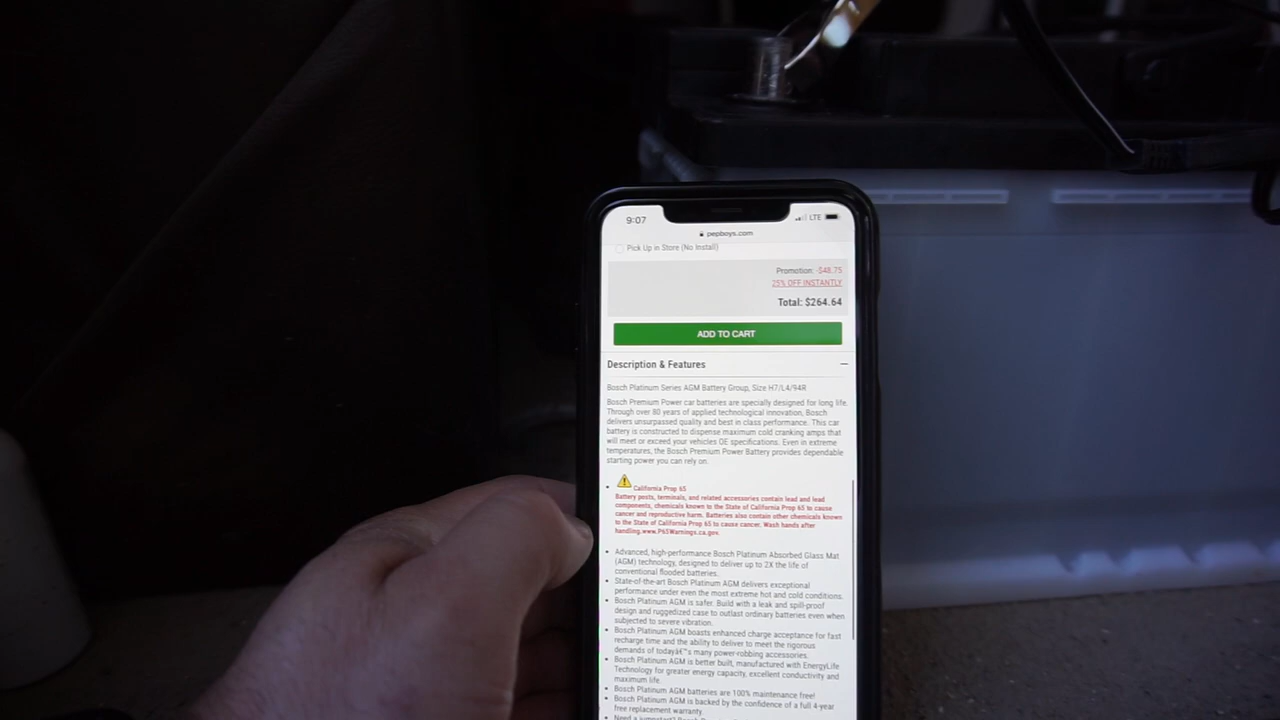 9:07
LTE
pepboys.com
Pick Up in Store (No Install)
Promotion: -$48.75
25% OFF INSTANTLY
Total: $264.64
ADD TO CART
Description & Features
Bosch Platinum Series AGM Battery Group, Size H7/L4/94R
Bosch Premium Power car batteries are specially designed for long life.
Through over 80 years of applied technological innovation, Bosch
delivers unsurpassed quality and best in class performance. This car
battery is constructed to dispense maximum cold cranking amps that
will meet or exceed your vehicles OE specifications. Even in extreme
temperatures, the Bosch Premium Power Battery provides dependable
starting power you can rely on.
California Prop 65
Battery posts, terminals, and related accessories contain lead and lead
components, chemicals known to the State of California Prop 65 to cause
cancer and reproductive harm. Batteries also contain other chemicals known
to the State of California Prop 65 to cause cancer. Wash hands after
handling.www.P65Warnings.ca.gov.
Advanced, high-performance Bosch Platinum Absorbed Glass Mat
(AGM) technology, designed to deliver up to 2X the life of
conventional flooded batteries.
State-of-the-art Bosch Platinum AGM delivers exceptional
performance under even the most extreme hot and cold conditions.
Bosch Platinum AGM is safer. Build with a leak and spill-proof
design and ruggedized case to outlast ordinary batteries even when
subjected to severe vibration.
Bosch Platinum AGM boasts enhanced charge acceptance for fast
recharge time and the ability to deliver to meet the rigorous
demands of todayâ€™s many power-robbing accessories.
Bosch Platinum AGM is better built, manufactured with EnergyLife
Technology for greater energy capacity, excellent conductivity and
maximum life.
Bosch Platinum AGM batteries are 100% maintenance free!
Bosch Platinum AGM is backed by the confidence of a full 4-year
free replacement warranty.
Need a jumpstart? Bosch